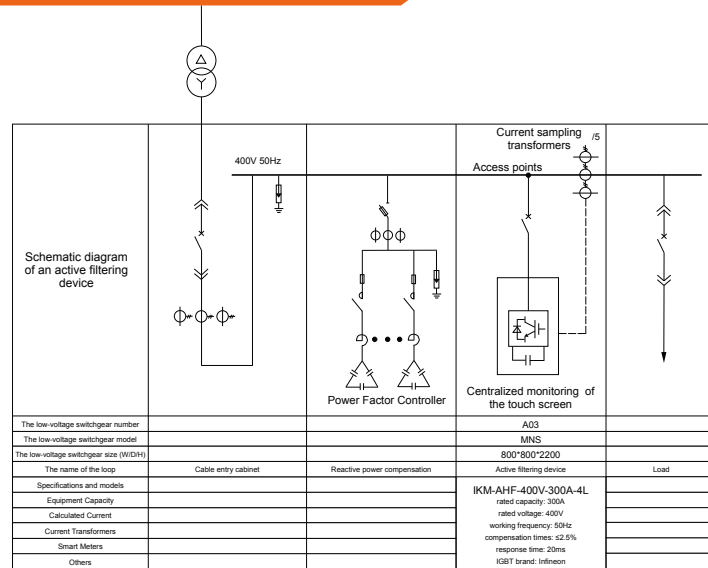 Current sampling
transformers
/5
400V 50Hz
Access points
Schematic diagram
of an active filtering
device
Power Factor Controller
Centralized monitoring of
the touch screen
The low-voltage switchgear number
A03
The low-voltage switchgear model
MNS
The low-voltage switchgear size (W/D/H)
800*800*2200
The name of the loop
Cable entry cabinet
Reactive power compensation
Active filtering device
Load
Specifications and models
IKM-AHF-400V-300A-4L
Equipment Capacity
rated capacity: 300A
Calculated Current
rated voltage: 400V
working frequency: 50Hz
Current Transformers
compensation times: ≤2.5%
Smart Meters
response time: 20ms
Others
IGBT brand: Infineon